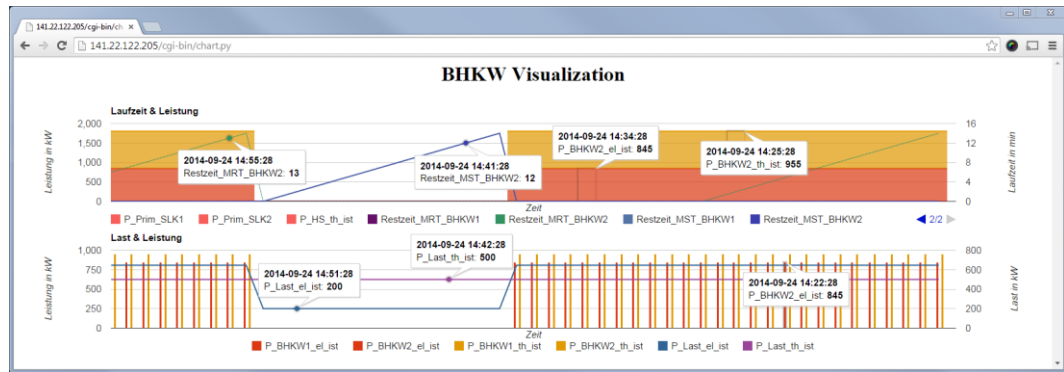 141.22.122.205/cgi-bin/ch
141.22.122.205/cgi-bin/chart.py
BHKW Visualization
Laufzeit & Leistung
Leistung in kW
2,000
1,500
1,000
500
0
16
12
8
4
0
Laufzeit in min
2014-09-24 14:55:28
Restzeit_MRT_BHKW2: 13
2014-09-24 14:41:28
Restzeit_MST_BHKW2: 12
2014-09-24 14:34:28
P_BHKW2_el_ist: 845
2014-09-24 14:25:28
P_BHKW2_th_ist: 955
Zeit
P_Prim_SLK1 P_Prim_SLK2 P_HS_th_ist Restzeit_MRT_BHKW1 Restzeit_MRT_BHKW2 Restzeit_MST_BHKW1 Restzeit_MST_BHKW2 2/2
Last & Leistung
Leistung in kW
1,000
750
500
250
0
800
600
400
200
0
Last in kW
2014-09-24 14:51:28
P_Last_el_ist: 200
2014-09-24 14:42:28
P_Last_th_ist: 500
2014-09-24 14:22:28
P_BHKW2_el_ist: 845
Zeit
P_BHKW1_el_ist P_BHKW2_el_ist P_BHKW1_th_ist P_BHKW2_th_ist P_Last_el_ist P_Last_th_ist